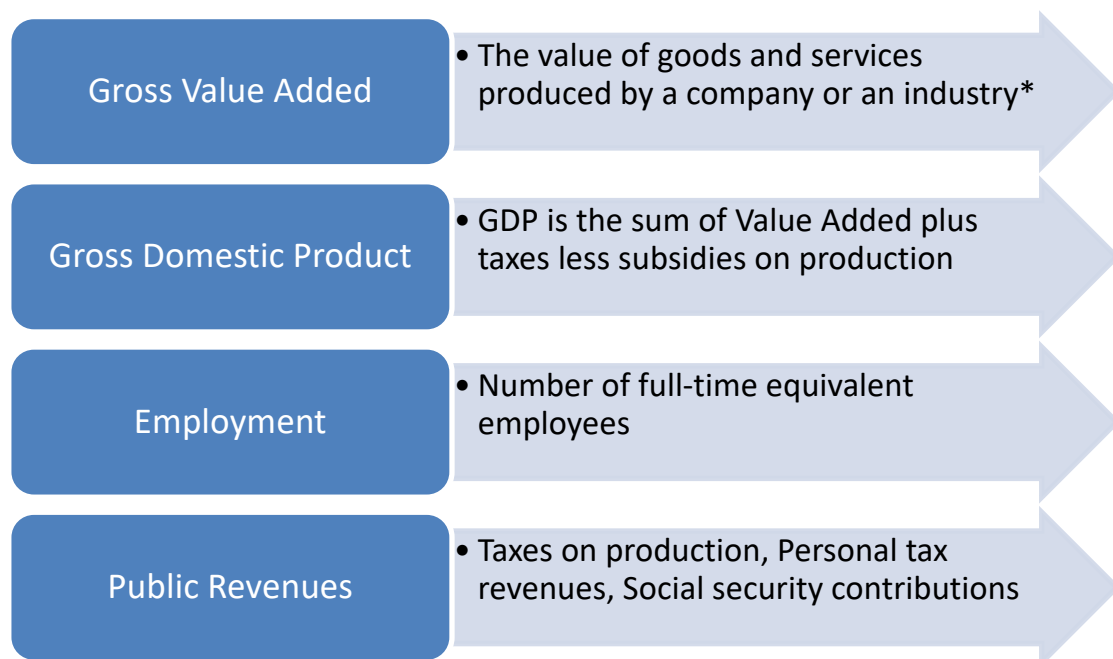 Gross Value Added
• The value of goods and services
produced by a company or an industry*
Gross Domestic Product
• GDP is the sum of Value Added plus
taxes less subsidies on production
Employment
• Number of full-time equivalent
employees
Public Revenues
• Taxes on production, Personal tax
revenues, Social security contributions